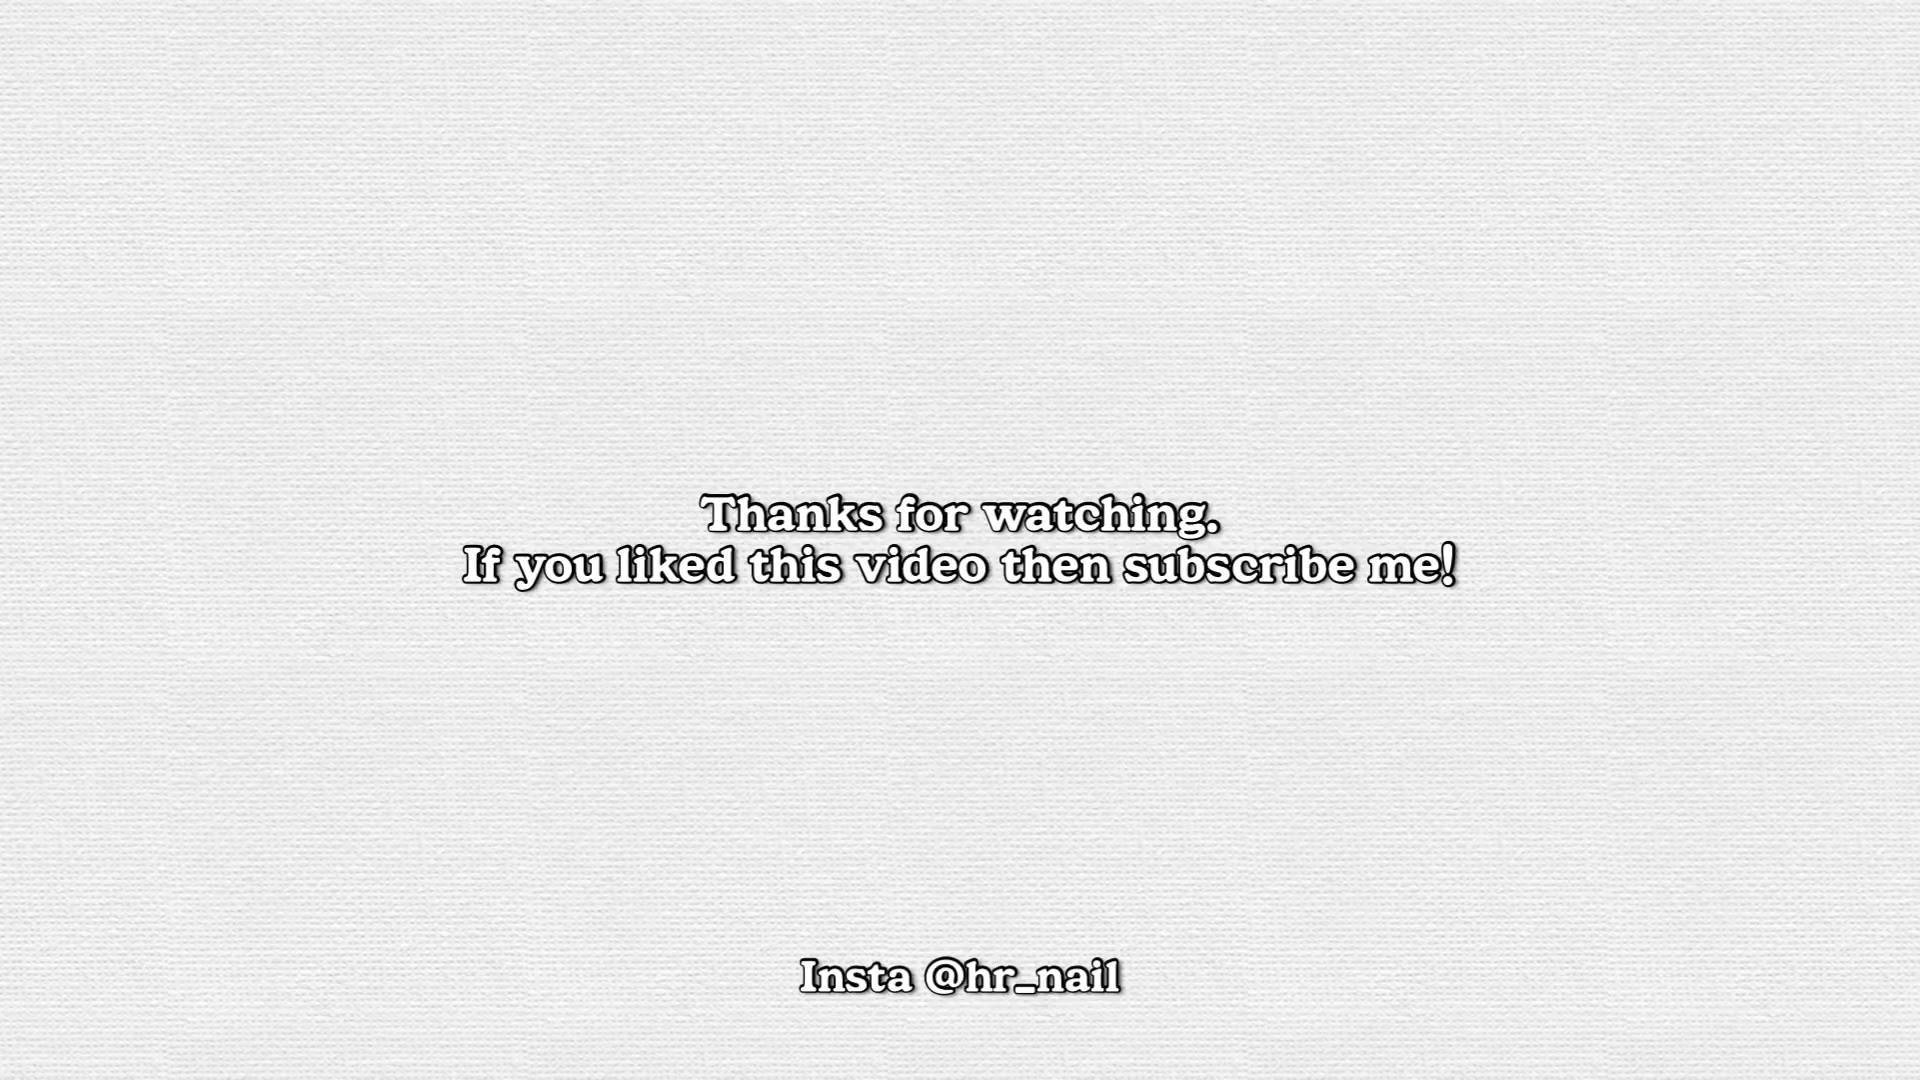 Thanks for watching.
If you liked this video then subscribe me!
Insta @hr_nail